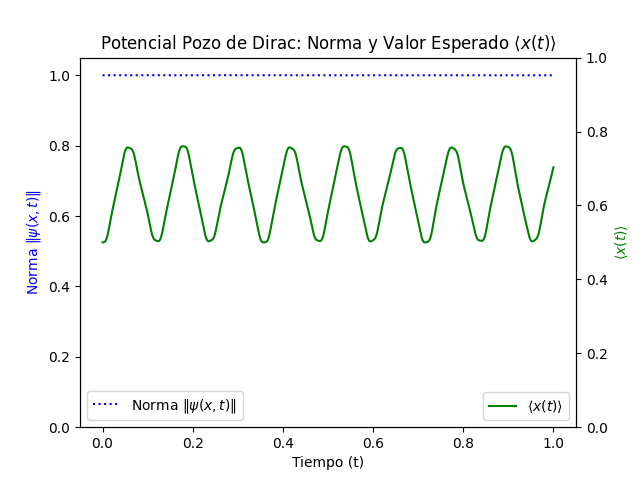 Potencial Pozo de Dirac: Norma y Valor Esperado ⟨x(t)⟩
1.0
0.8
0.6
0.4
0.2
0.0
Norma ‖ψ(x, t)‖
1.0
0.8
0.6
0.4
0.2
0.0
⟨x(t)⟩
Norma ‖ψ(x, t)‖
⟨x(t)⟩
0.0 0.2 0.4 0.6 0.8 1.0
Tiempo (t)